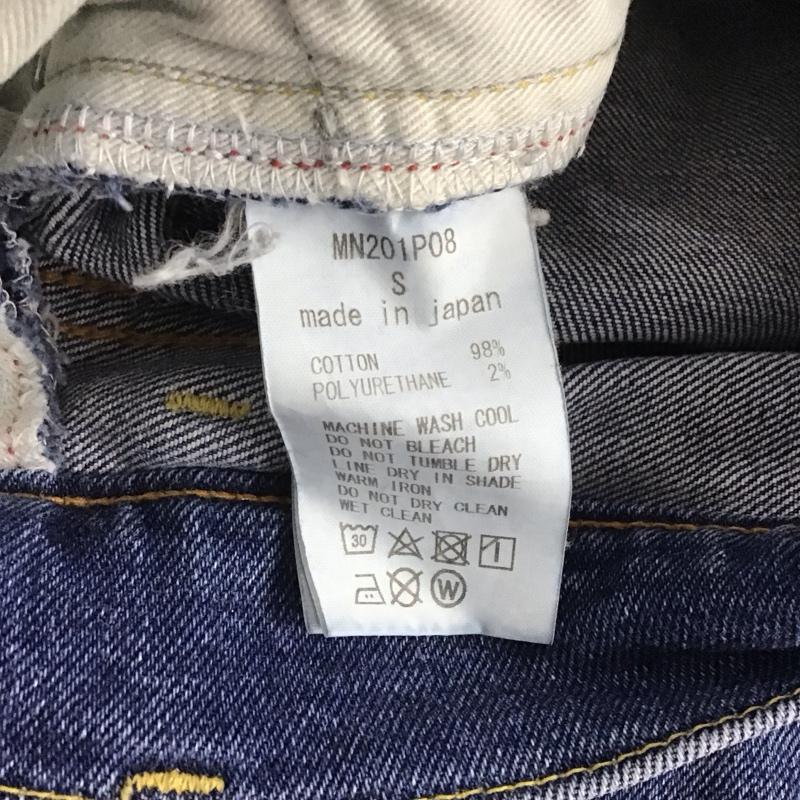 MN201P08
S
made in japan
COTTON 98%
POLYURETHANE 2%
MACHINE WASH COOL
DO NOT BLEACH
DO NOT TUMBLE DRY
LINE DRY IN SHADE
WARM IRON
DO NOT DRY CLEAN
WET CLEAN
30
W